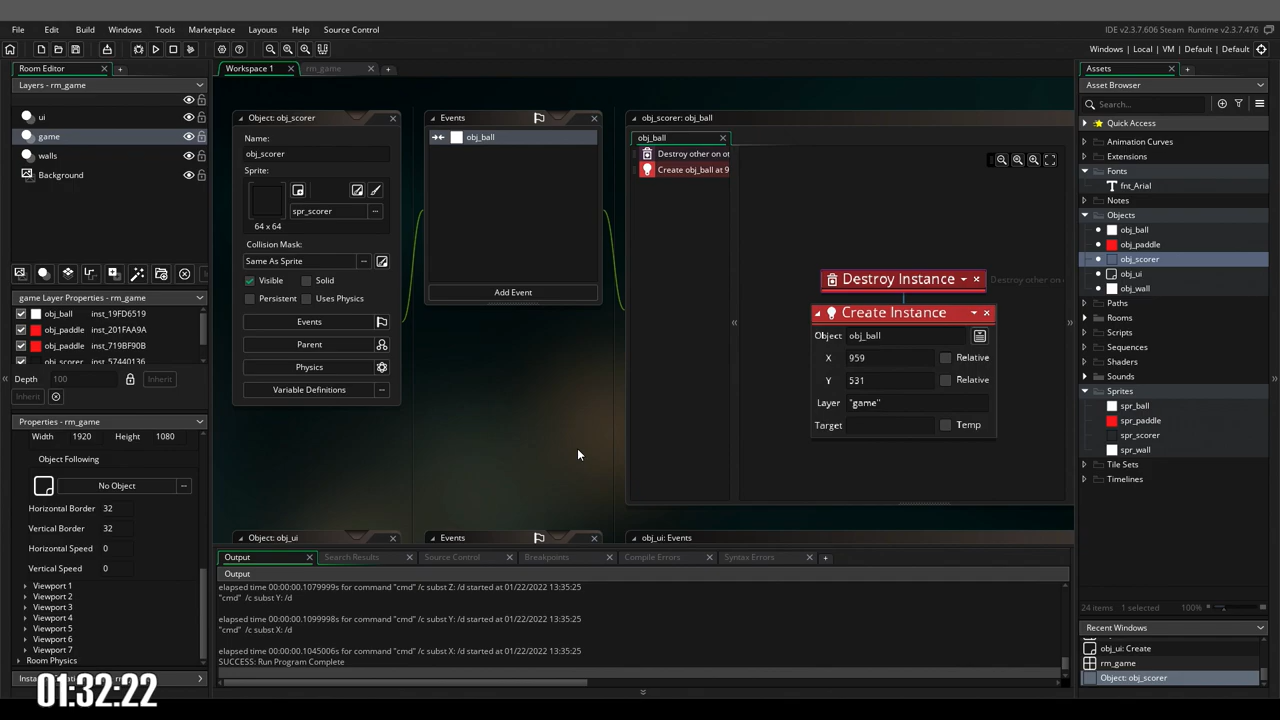 File Edit Build Windows Tools Marketplace Layouts Help Source Control
IDE v2.3.7.606 Steam Runtime v2.3.7.476
Windows | Local | VM | Default | Default
Room Editor
Layers - rm_game
ui
game
walls
Background
game Layer Properties - rm_game
obj_ball inst_19FD6519
obj_paddle inst_201FAA9A
obj_paddle inst_719BF90B
obj_scorer inst_57440136
Depth 100 Inherit
Inherit
Properties - rm_game
Width 1920 Height 1080
Object Following
No Object
Horizontal Border 32
Vertical Border 32
Horizontal Speed 0
Vertical Speed 0
Viewport 1
Viewport 2
Viewport 3
Viewport 4
Viewport 5
Viewport 6
Viewport 7
Room Physics
01:32:22
Workspace 1 rm_game
Object: obj_scorer
Name:
obj_scorer
Sprite:
spr_scorer
64 x 64
Collision Mask:
Same As Sprite
Visible Solid
Persistent Uses Physics
Events
Parent
Physics
Variable Definitions
Events
obj_ball
Add Event
obj_scorer: obj_ball
obj_ball
Destroy other on ot
Create obj_ball at 9
Destroy Instance Destroy other on o
Create Instance
Object obj_ball
X 959 Relative
Y 531 Relative
Layer "game"
Target Temp
Object: obj_ui
Events
obj_ui: Events
Output Search Results Source Control Breakpoints Compile Errors Syntax Errors
Output
elapsed time 00:00:00.1079999s for command "cmd" /c subst Z: /d started at 01/22/2022 13:35:25
"cmd" /c subst Y: /d
elapsed time 00:00:00.1099998s for command "cmd" /c subst Y: /d started at 01/22/2022 13:35:25
"cmd" /c subst X: /d
elapsed time 00:00:00.1045006s for command "cmd" /c subst X: /d started at 01/22/2022 13:35:25
SUCCESS: Run Program Complete
Assets
Asset Browser
Search...
Quick Access
Animation Curves
Extensions
Fonts
fnt_Arial
Notes
Objects
obj_ball
obj_paddle
obj_scorer
obj_ui
obj_wall
Paths
Rooms
Scripts
Sequences
Shaders
Sounds
Sprites
spr_ball
spr_paddle
spr_scorer
spr_wall
Tile Sets
Timelines
24 items 1 selected 100%
Recent Windows
obj_ui: Create
rm_game
Object: obj_scorer